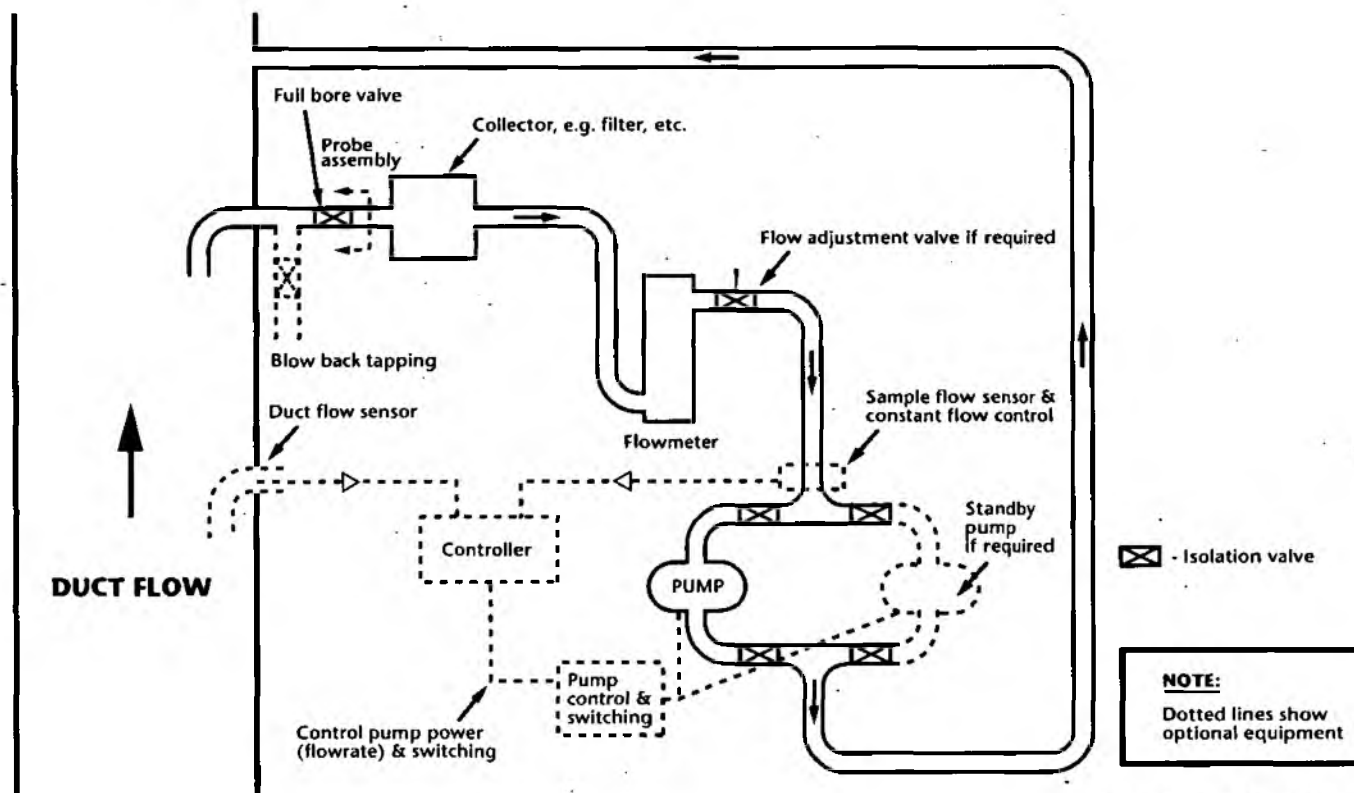 Full bore valve
Collector, e.g. filter, etc.
Probe
assembly
Flow adjustment valve if required
Blow back tapping
Duct flow sensor
Sample flow sensor &
constant flow control
Flowmeter
Standby
pump
if required
Controller
- Isolation valve
DUCT FLOW
PUMP
NOTE:
Dotted lines show
optional equipment
Pump
control &
switching
Control pump power
(flowrate) & switching